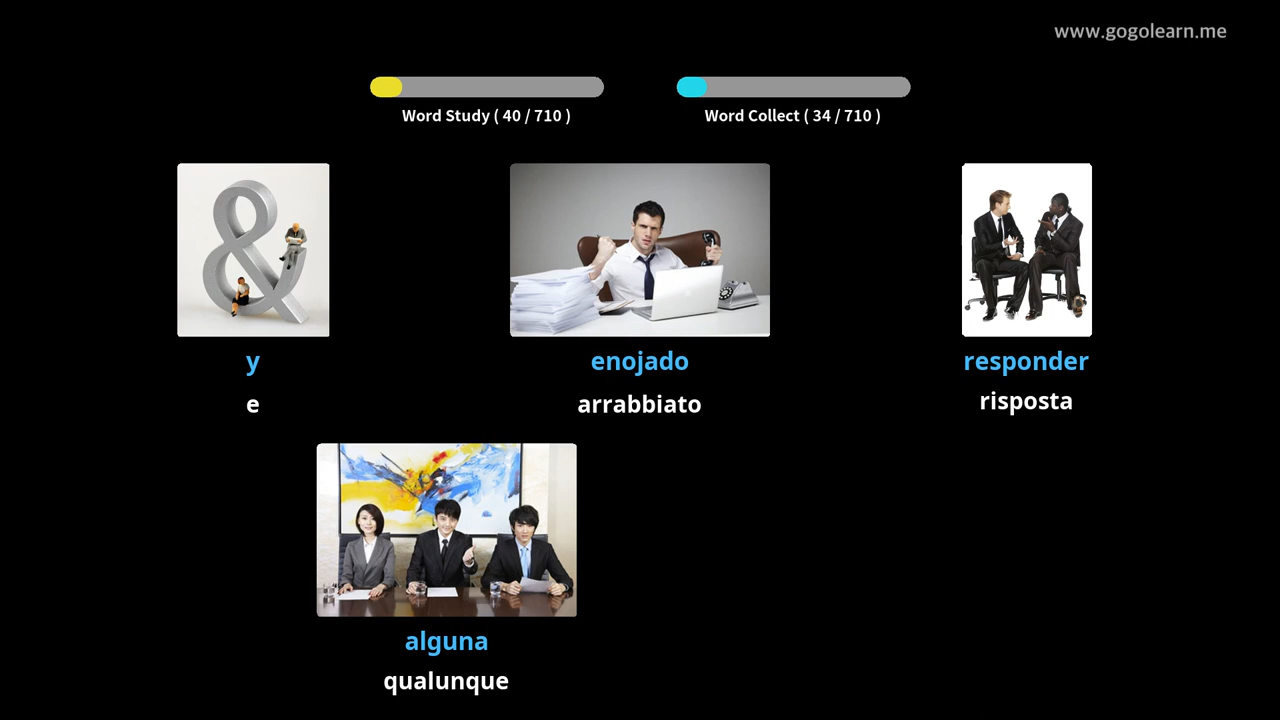 www.gogolearn.me
Word Study ( 40 / 710 )
Word Collect ( 34 / 710 )
&
y
enojado
responder
e
arrabbiato
risposta
alguna
qualunque